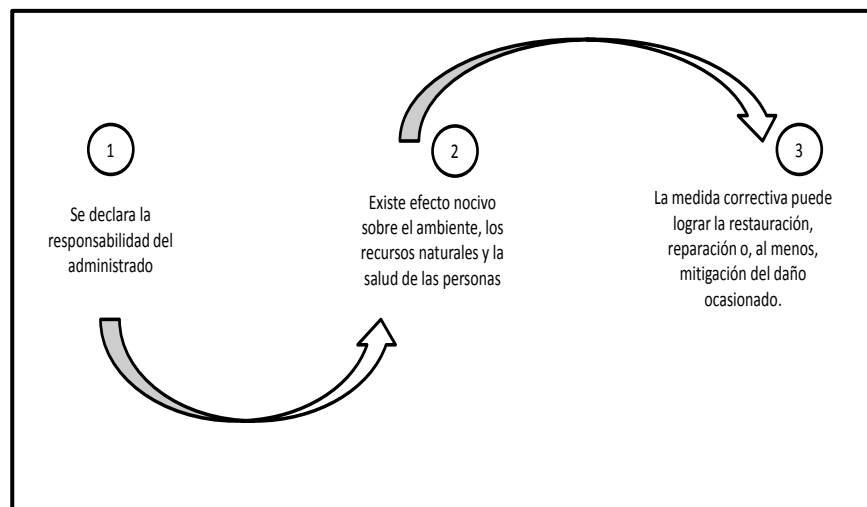 1
Se declara la
responsabilidad del
administrado
2
Existe efecto nocivo
sobre el ambiente, los
recursos naturales y la
salud de las personas
3
La medida correctiva puede
lograr la restauración,
reparación o, al menos,
mitigación del daño
ocasionado.